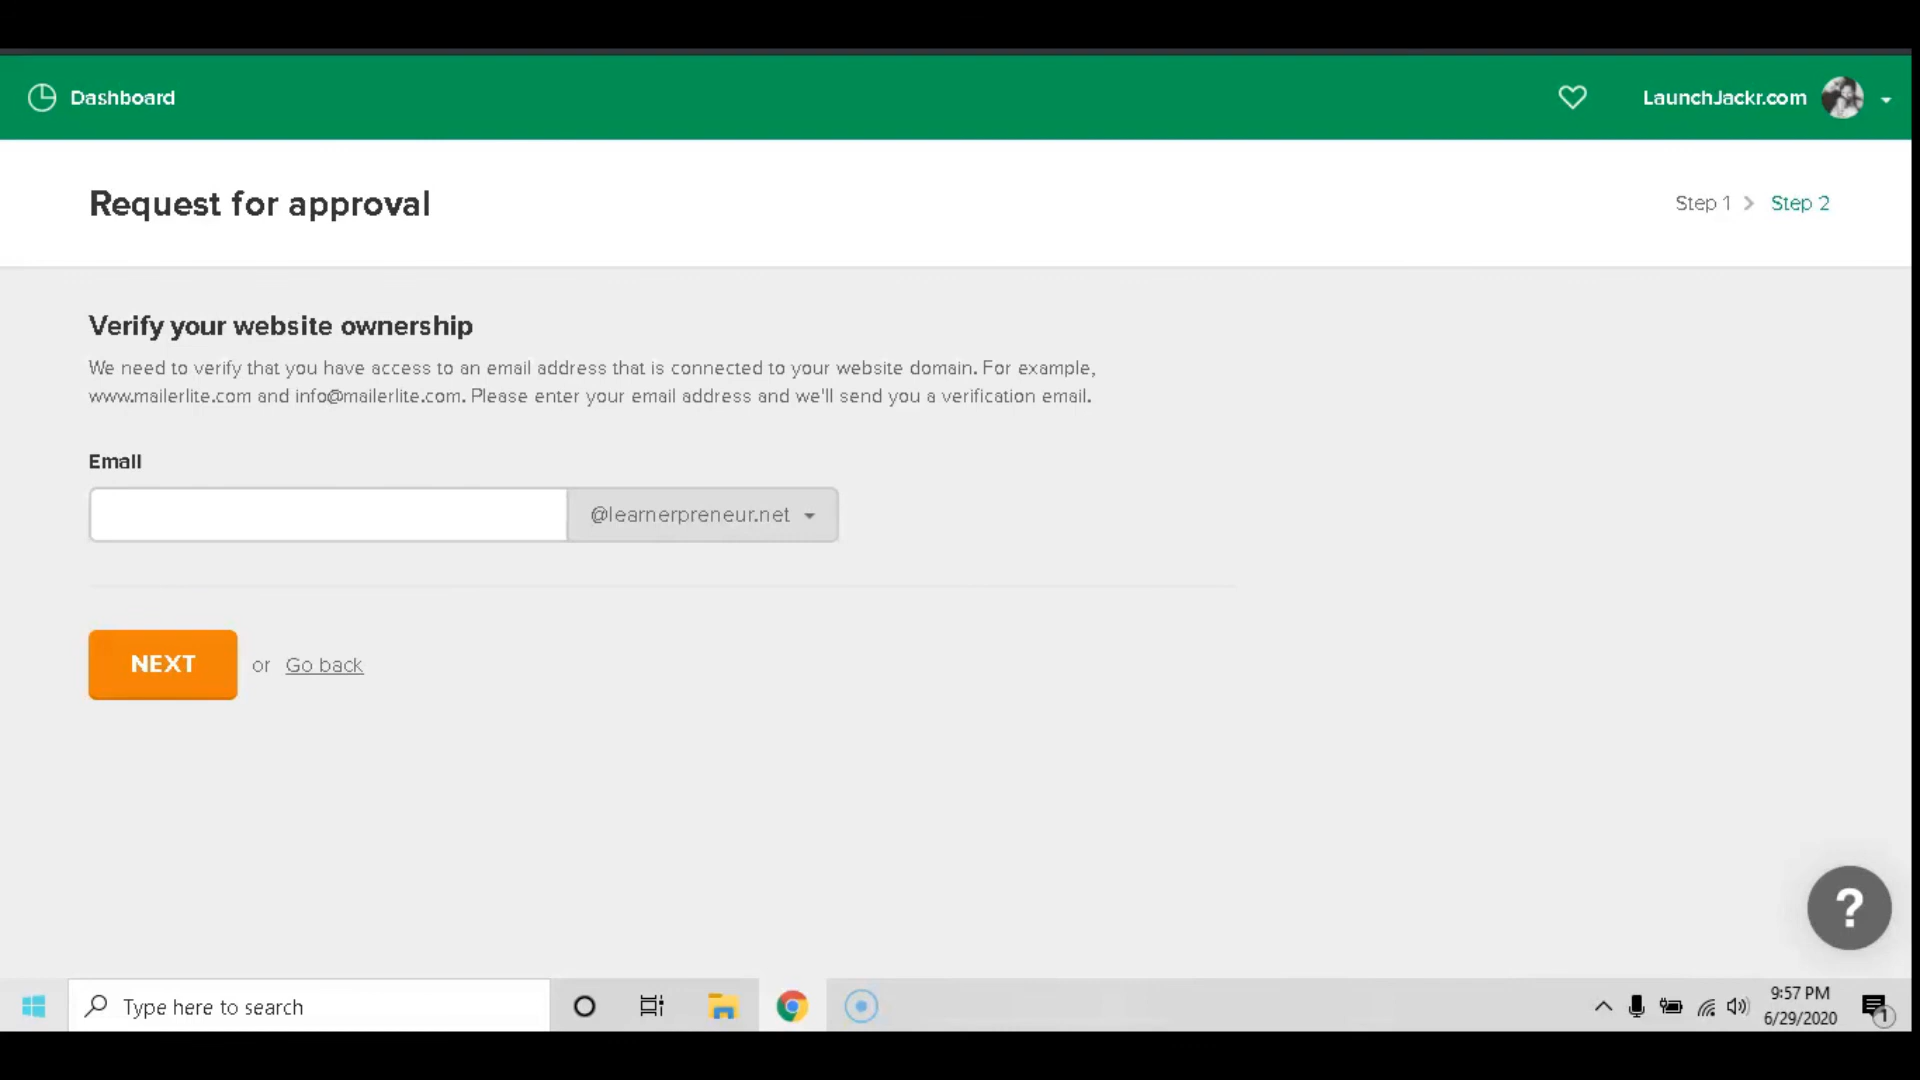 Dashboard
LaunchJackr.com
Request for approval
Step 1 > Step 2
Verify your website ownership
We need to verify that you have access to an email address that is connected to your website domain. For example,
www.mailerlite.com and info@mailerlite.com. Please enter your email address and we'll send you a verification email.
Email
@learnerpreneur.net
NEXT or Go back
?
Type here to search
9:57 PM
6/29/2020
1